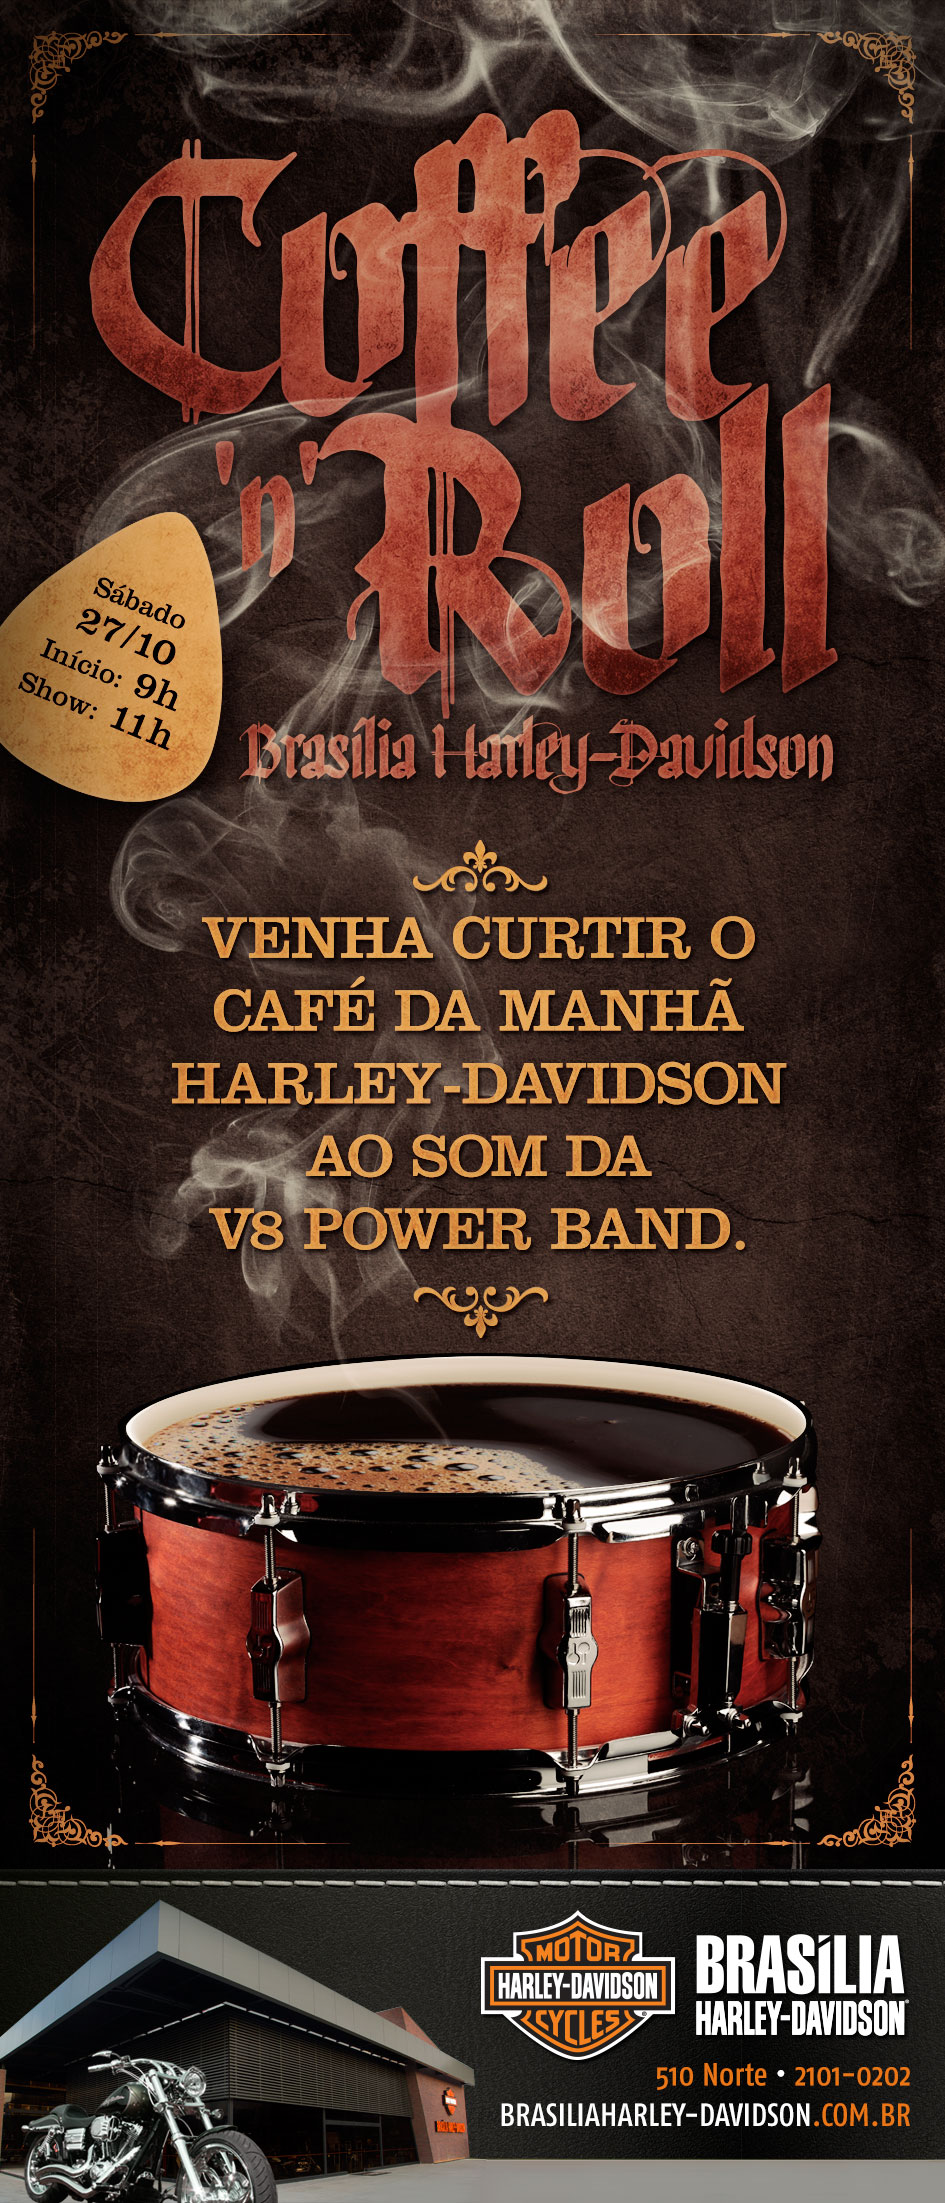 Coffee
'n' Roll
Sábado
27/10
Início: 9h
Show: 11h
Brasília Harley-Davidson
VENHA CURTIR O
CAFÉ DA MANHÃ
HARLEY-DAVIDSON
AO SOM DA
V8 POWER BAND.
MOTOR
HARLEY-DAVIDSON
CYCLES
BRASÍLIA
HARLEY-DAVIDSON
510 Norte • 2101-0202
BRASILIAHARLEY-DAVIDSON.COM.BR